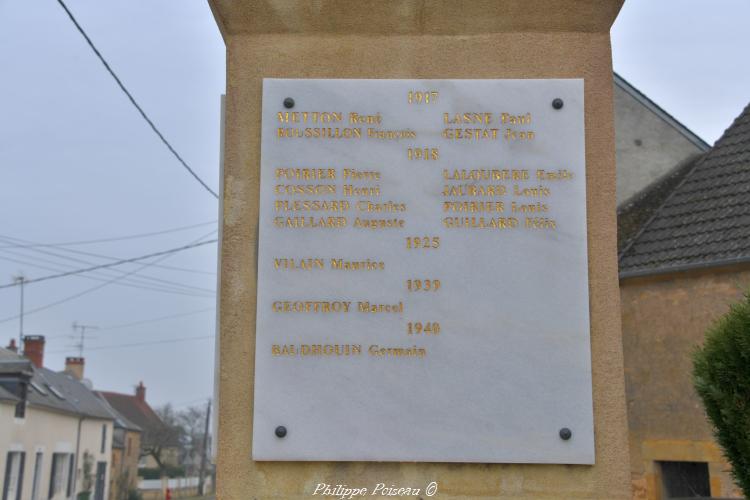 1917
METTON René LASNE Paul
ROUSSILLON François GESTAT Jean
1918
POIRIER Pierre LALOUBERE Emile
COSSON Henri JAUBARD Louis
PLESSARD Charles POIRIER Louis
GAILLARD Auguste GUILLARD Félix
1925
VILAIN Maurice
1939
GEOFFROY Marcel
1940
BAUDHOUIN Germain
Philippe Poiseau ©